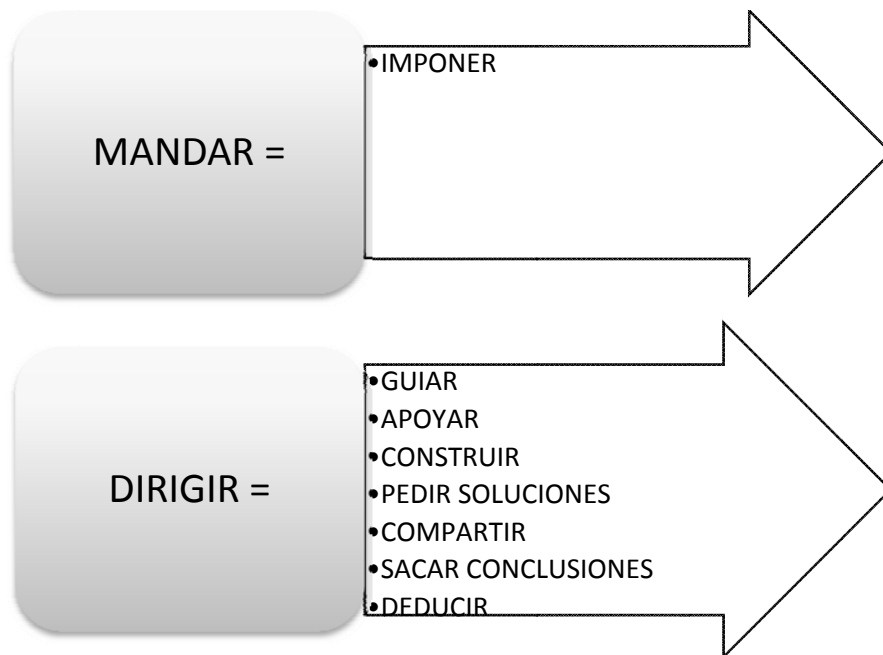 MANDAR =
•IMPONER
DIRIGIR =
•GUIAR
•APOYAR
•CONSTRUIR
•PEDIR SOLUCIONES
•COMPARTIR
•SACAR CONCLUSIONES
•DEDUCIR